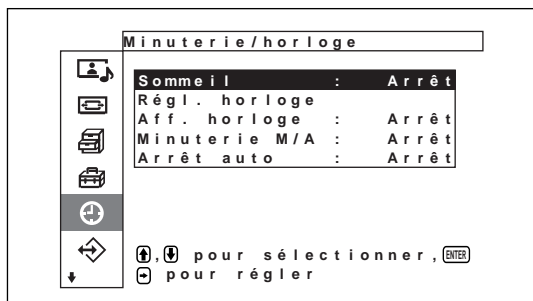 Minuterie/horloge
Sommeil : Arrêt
Régl. horloge
Aff. horloge : Arrêt
Minuterie M/A : Arrêt
Arrêt auto : Arrêt
, pour sélectionner, ENTER
pour régler